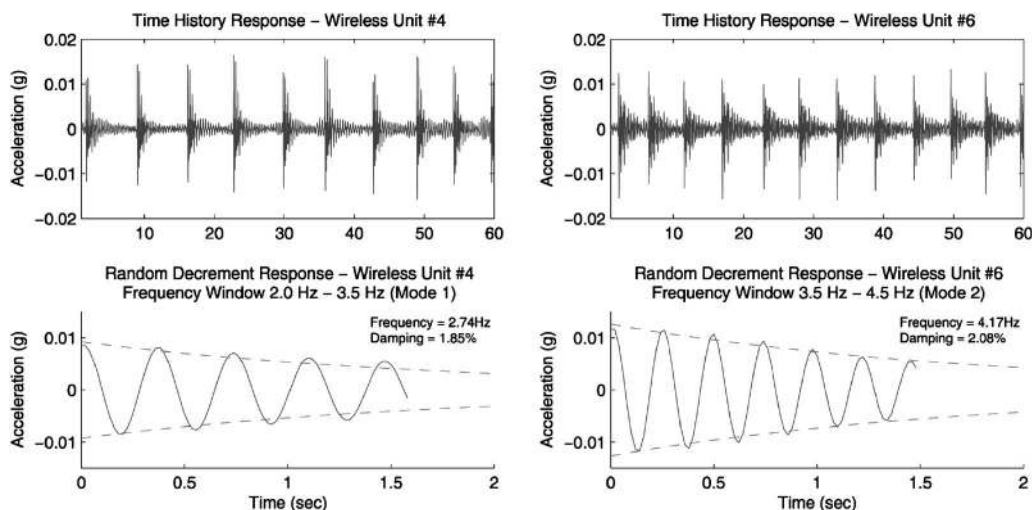 Time History Response – Wireless Unit #4
0.02
0.01
0
−0.01
−0.02
Acceleration (g)
10 20 30 40 50 60
Time History Response – Wireless Unit #6
0.02
0.01
0
−0.01
−0.02
Acceleration (g)
10 20 30 40 50 60
Random Decrement Response – Wireless Unit #4
Frequency Window 2.0 Hz – 3.5 Hz (Mode 1)
Frequency = 2.74Hz
Damping = 1.85%
0.01
0
−0.01
Acceleration (g)
0 0.5 1 1.5 2
Time (sec)
Random Decrement Response – Wireless Unit #6
Frequency Window 3.5 Hz – 4.5 Hz (Mode 2)
Frequency = 4.17Hz
Damping = 2.08%
0.01
0
−0.01
Acceleration (g)
0 0.5 1 1.5 2
Time (sec)